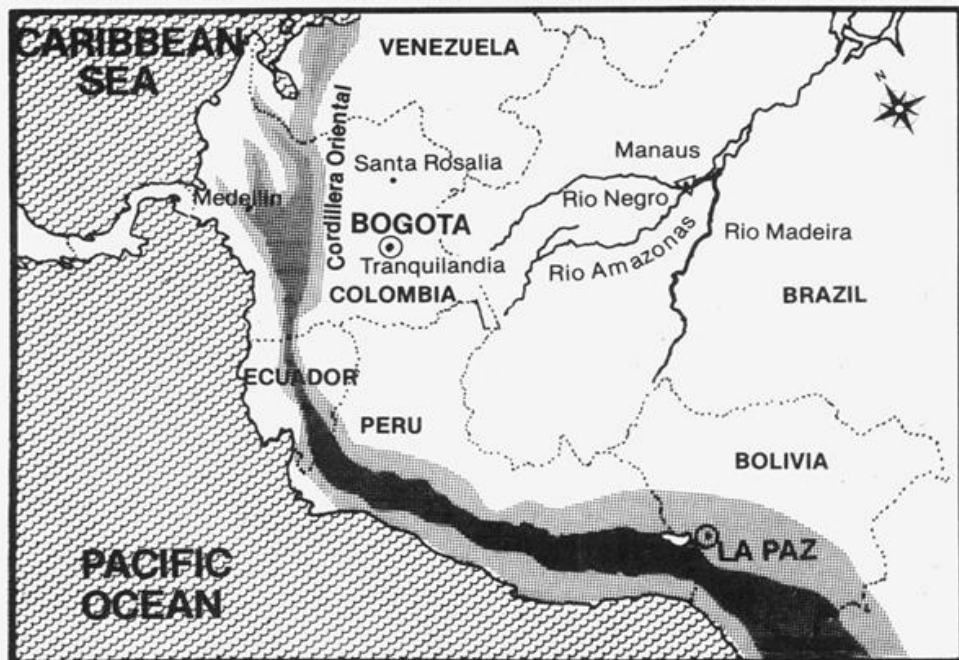 CARIBBEAN
SEA
VENEZUELA
N
Cordillera Oriental
Santa Rosalia
Manaus
Medellin
Rio Negro
BOGOTA
Rio Madeira
Tranquilandia
Rio Amazonas
COLOMBIA
BRAZIL
ECUADOR
PERU
BOLIVIA
LA PAZ
PACIFIC
OCEAN